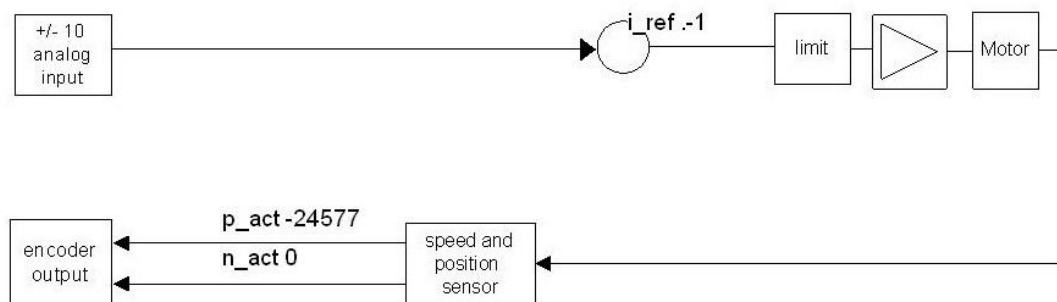 +/- 10
analog
input
i_ref .-1
limit
Motor
p_act -24577
n_act 0
encoder
output
speed and
position
sensor